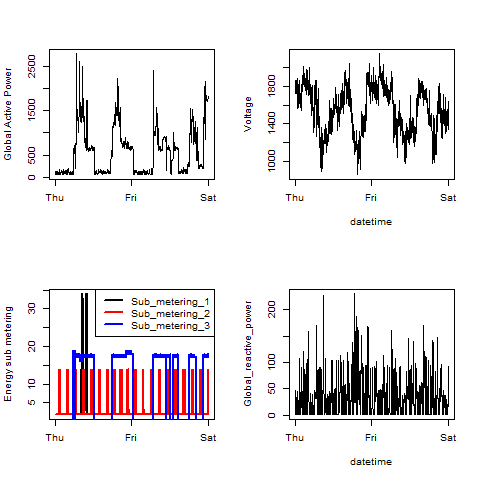 Global Active Power
0 500 1500 2500
Thu Fri Sat
Voltage
1000 1400 1800
Thu Fri Sat
datetime
Energy sub metering
5 10 20 30
Sub_metering_1
Sub_metering_2
Sub_metering_3
Thu Fri Sat
Global_reactive_power
0 50 100 200
Thu Fri Sat
datetime